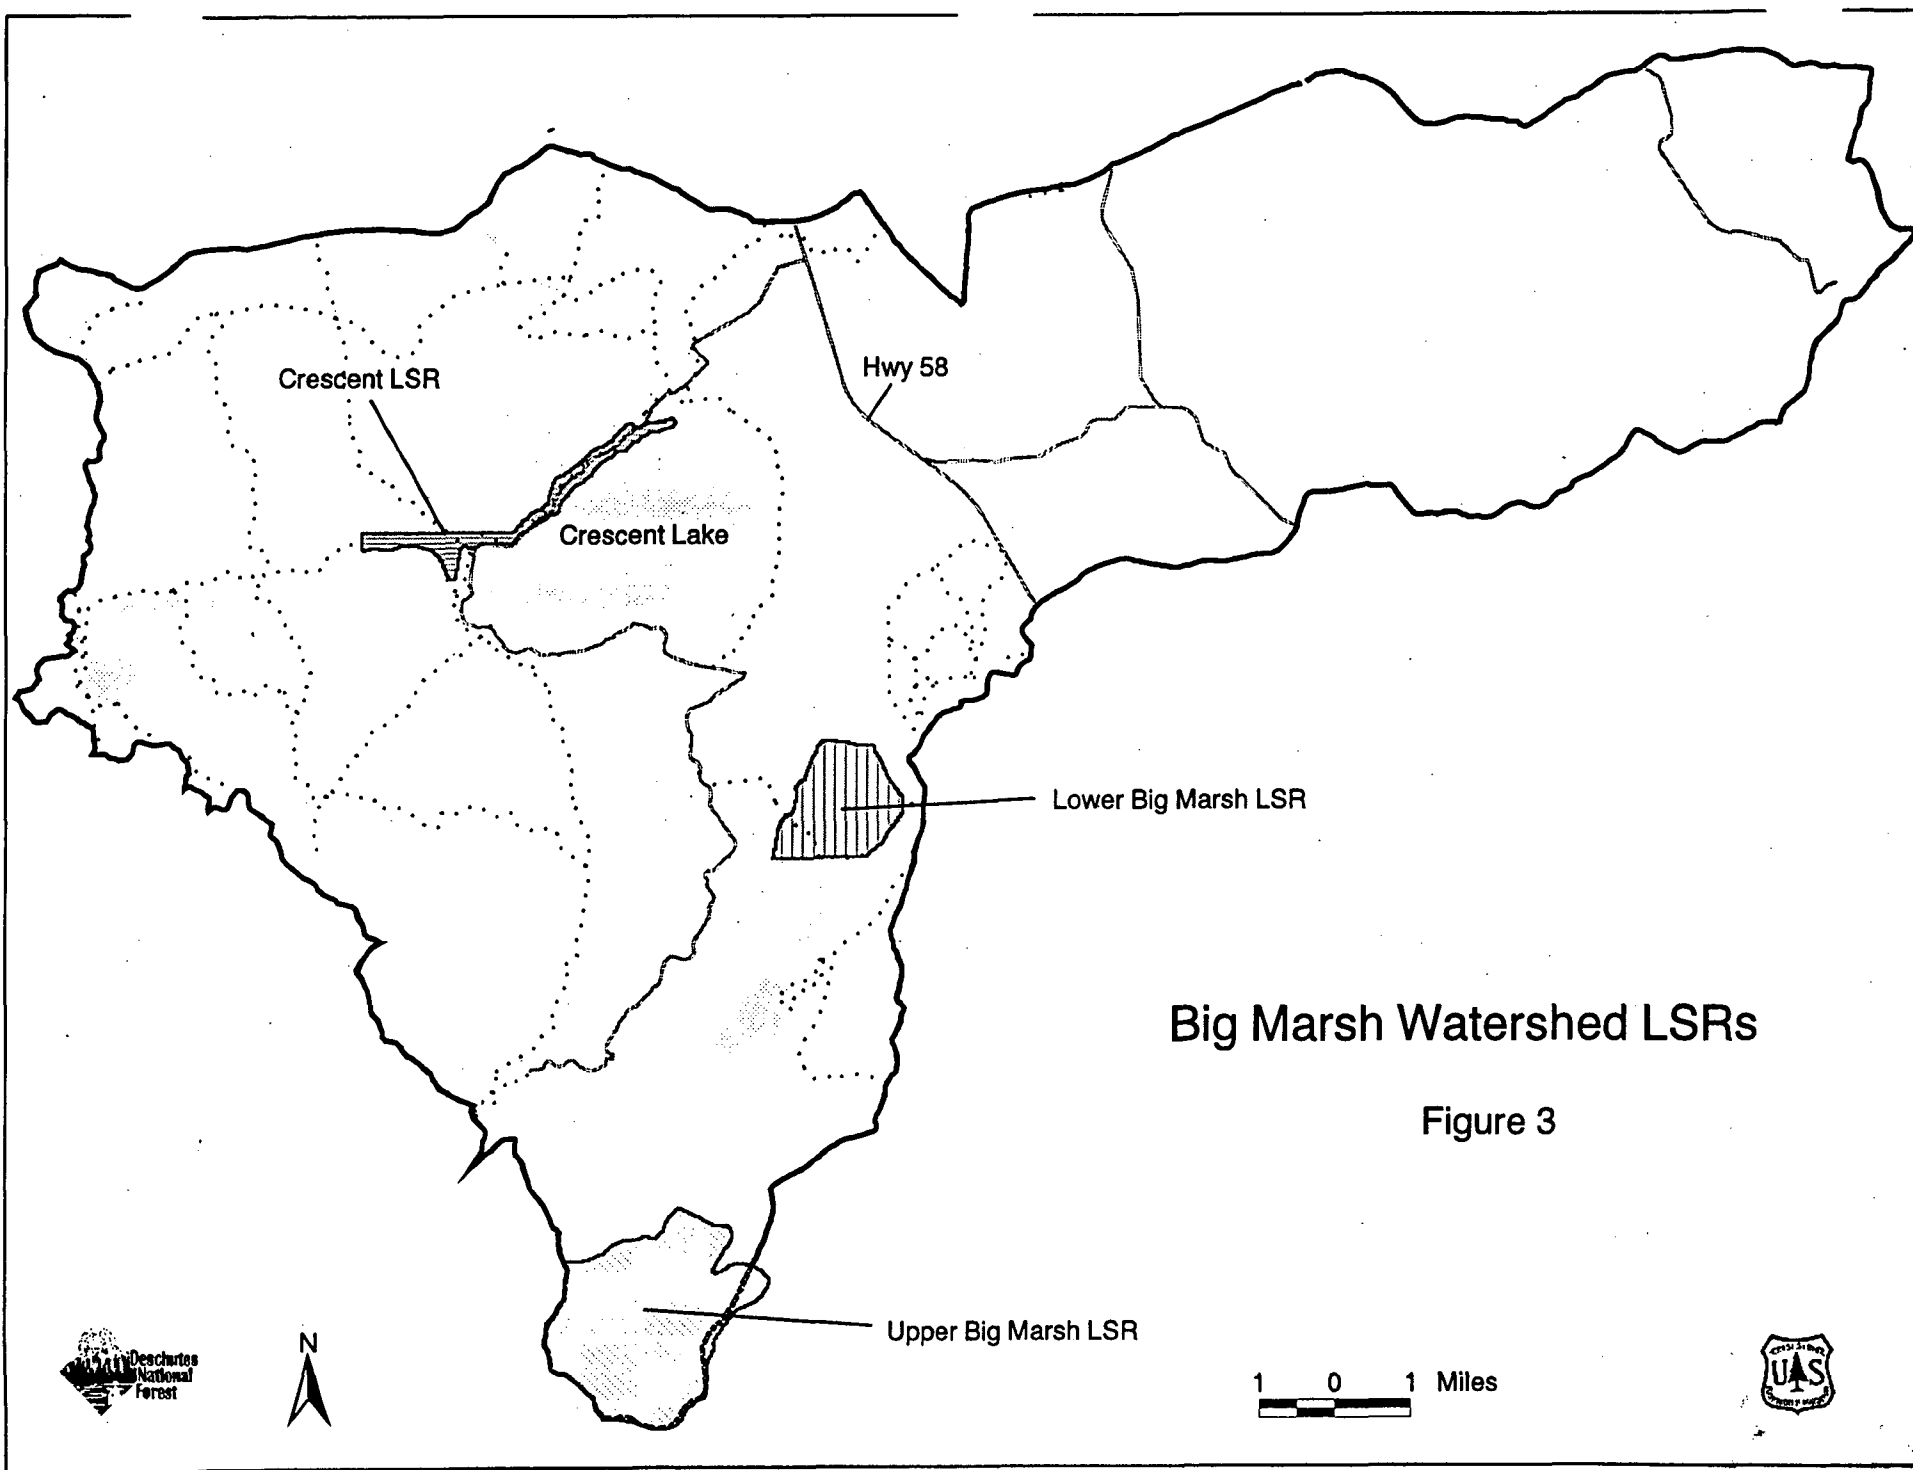 Crescent LSR
Hwy 58
Crescent Lake
Lower Big Marsh LSR
Big Marsh Watershed LSRs
Figure 3
Upper Big Marsh LSR
Deschutes
National
Forest
N
1 0 1 Miles
U S